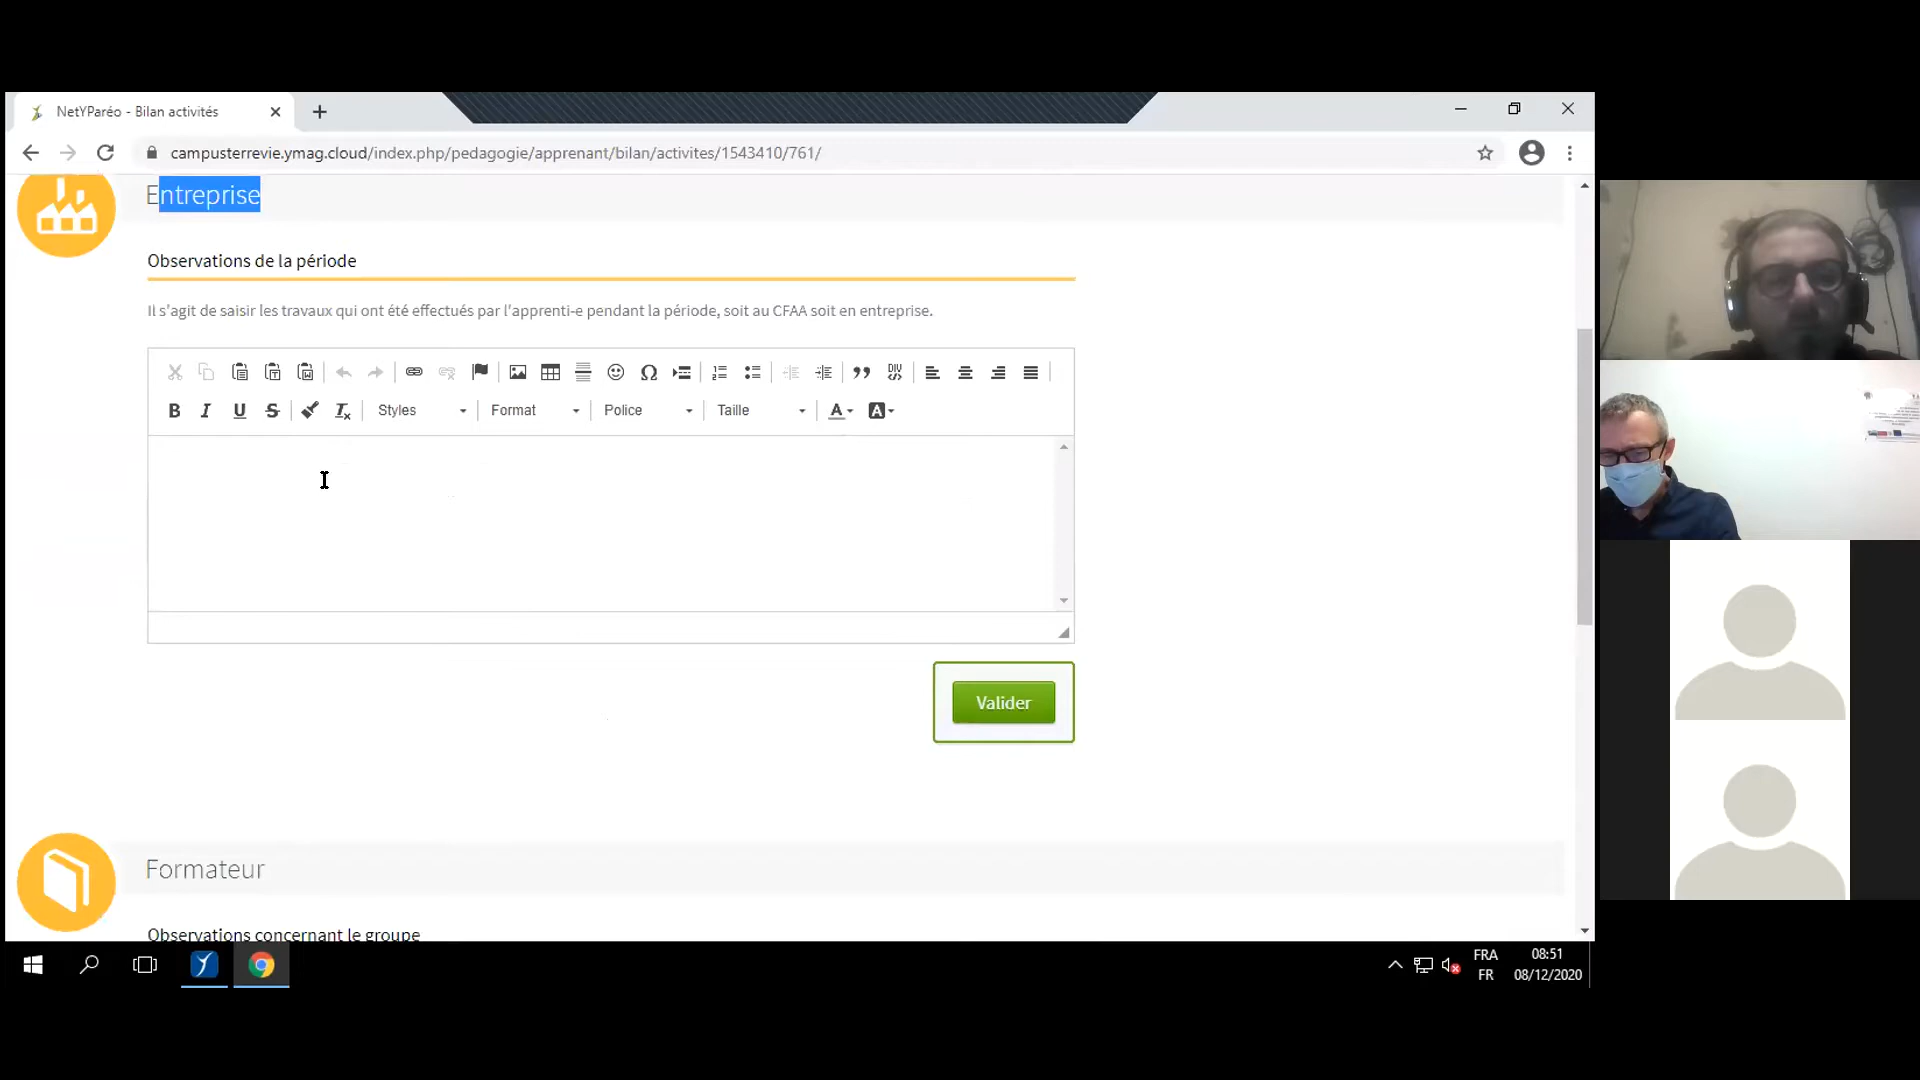 NetYParéo - Bilan activités
campusterrevie.ymag.cloud/index.php/pedagogie/apprenant/bilan/activites/1543410/761/
Entreprise
Observations de la période
Il s'agit de saisir les travaux qui ont été effectués par l'apprenti-e pendant la période, soit au CFAA soit en entreprise.
Styles Format Police Taille
Valider
Formateur
Observations concernant le groupe
FRA 08:51
FR 08/12/2020